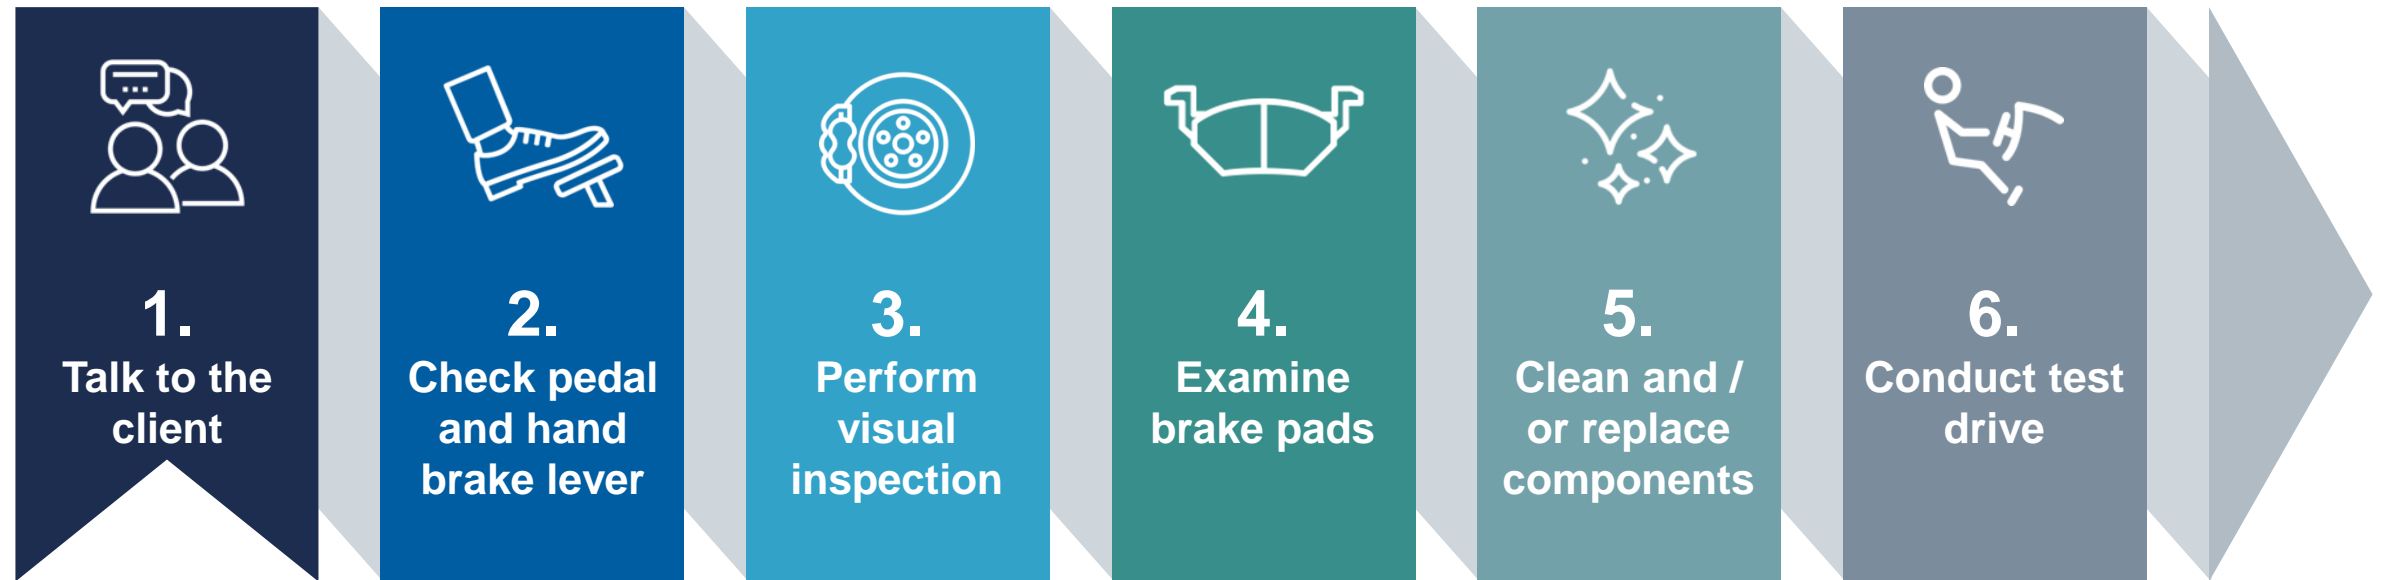 1.
Talk to the
client
2.
Check pedal
and hand
brake lever
3.
Perform
visual
inspection
4.
Examine
brake pads
5.
Clean and /
or replace
components
6.
Conduct test
drive